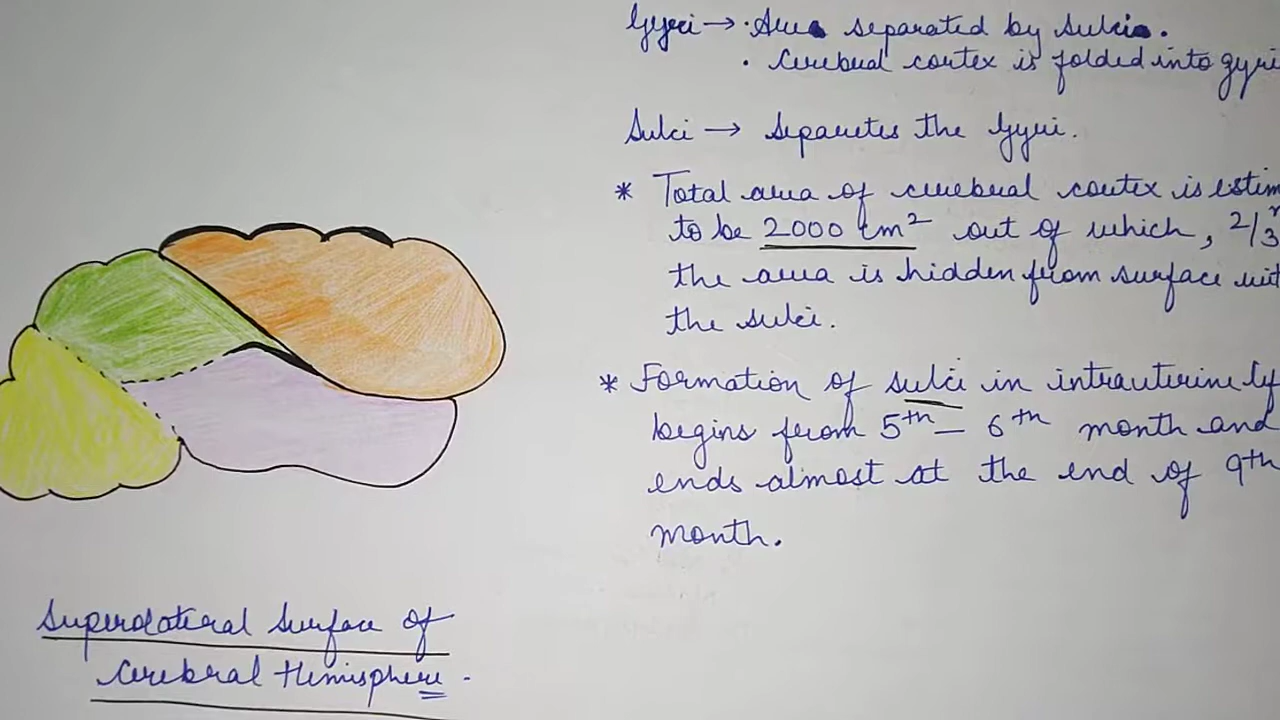 Gyri → · Area separated by sulci.
· Cerebral cortex is folded into gyri
Sulci → Separetes the Gyri.
* Total area of cerebral cortex is estim
to be 2000 cm² out of which, 2/3
the area is hidden from surface wit
the sulci.
* Formation of sulci in intrauterine
begins from 5th - 6th month and
ends almost at the end of 9th
month.
Superolateral Surface of
Cerebral Hemisphere.